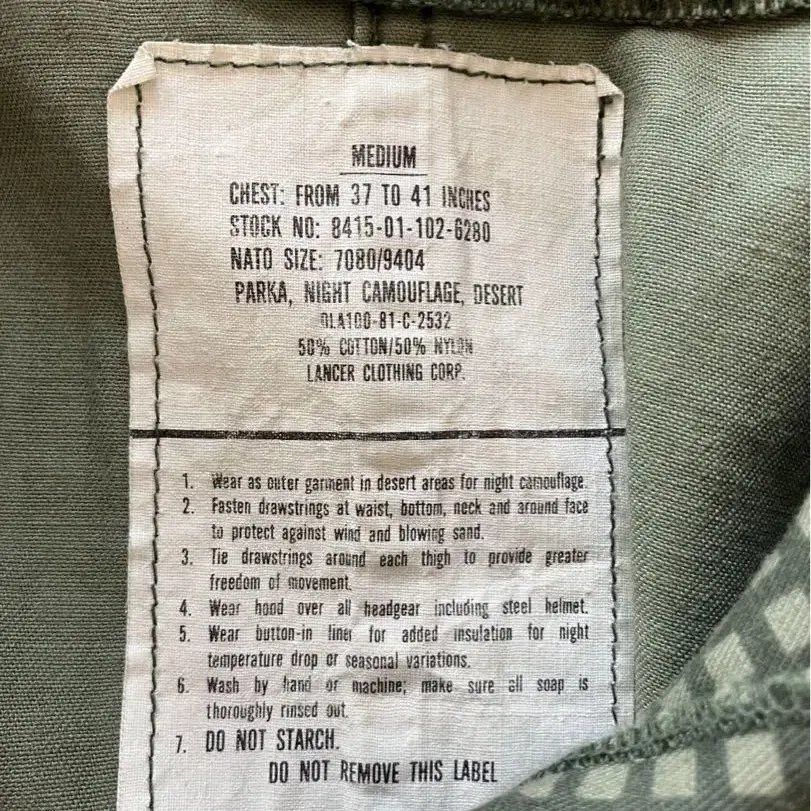 MEDIUM
CHEST: FROM 37 TO 41 INCHES
STOCK NO: 8415-01-102-6280
NATO SIZE: 7080/9404
PARKA, NIGHT CAMOUFLAGE, DESERT
DLA100-81-C-2532
50% COTTON/50% NYLON
LANCER CLOTHING CORP.
1. Wear as outer garment in desert areas for night camouflage.
2. Fasten drawstrings at waist, bottom, neck and around face
to protect against wind and blowing sand.
3. Tie drawstrings around each thigh to provide greater
freedom of movement.
4. Wear hood over all headgear including steel helmet.
5. Wear button-in liner for added insulation for night
temperature drop or seasonal variations.
6. Wash by hand or machine; make sure all soap is
thoroughly rinsed out.
7. DO NOT STARCH.
DO NOT REMOVE THIS LABEL